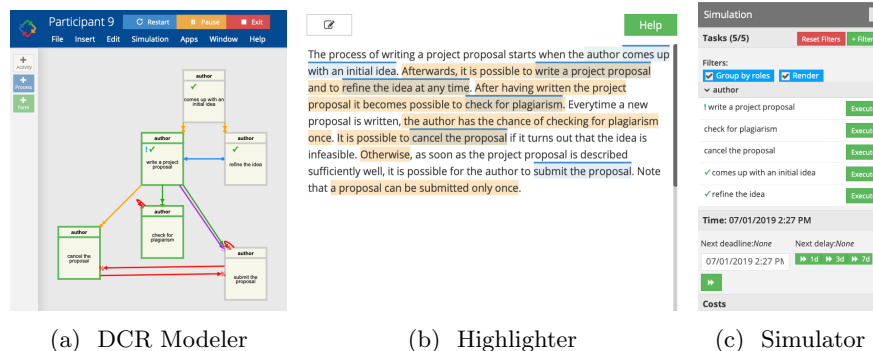 Participant 9
Restart
Pause
Exit
File Insert Edit Simulation Apps Window Help
Activity
Process
Form
author
comes up with an initial idea
author
write a project proposal
author
refine the idea
author
check for plagiarism
author
cancel the proposal
author
submit the proposal
(a) DCR Modeler
Help
The process of writing a project proposal starts when the author comes up
with an initial idea. Afterwards, it is possible to write a project proposal
and to refine the idea at any time. After having written the project
proposal it becomes possible to check for plagiarism. Everytime a new
proposal is written, the author has the chance of checking for plagiarism
once. It is possible to cancel the proposal if it turns out that the idea is
infeasible. Otherwise, as soon as the project proposal is described
sufficiently well, it is possible for the author to submit the proposal. Note
that a proposal can be submitted only once.
(b) Highlighter
Simulation
Tasks (5/5) Reset Filters + Filter
Filters:
Group by roles Render
author
! write a project proposal Execut
check for plagiarism Execut
cancel the proposal Execut
✓ comes up with an initial idea Execut
✓ refine the idea Execut
Time: 07/01/2019 2:27 PM
Next deadline:None Next delay:None
07/01/2019 2:27 PM 1d 3d 7d
Costs
(c) Simulator